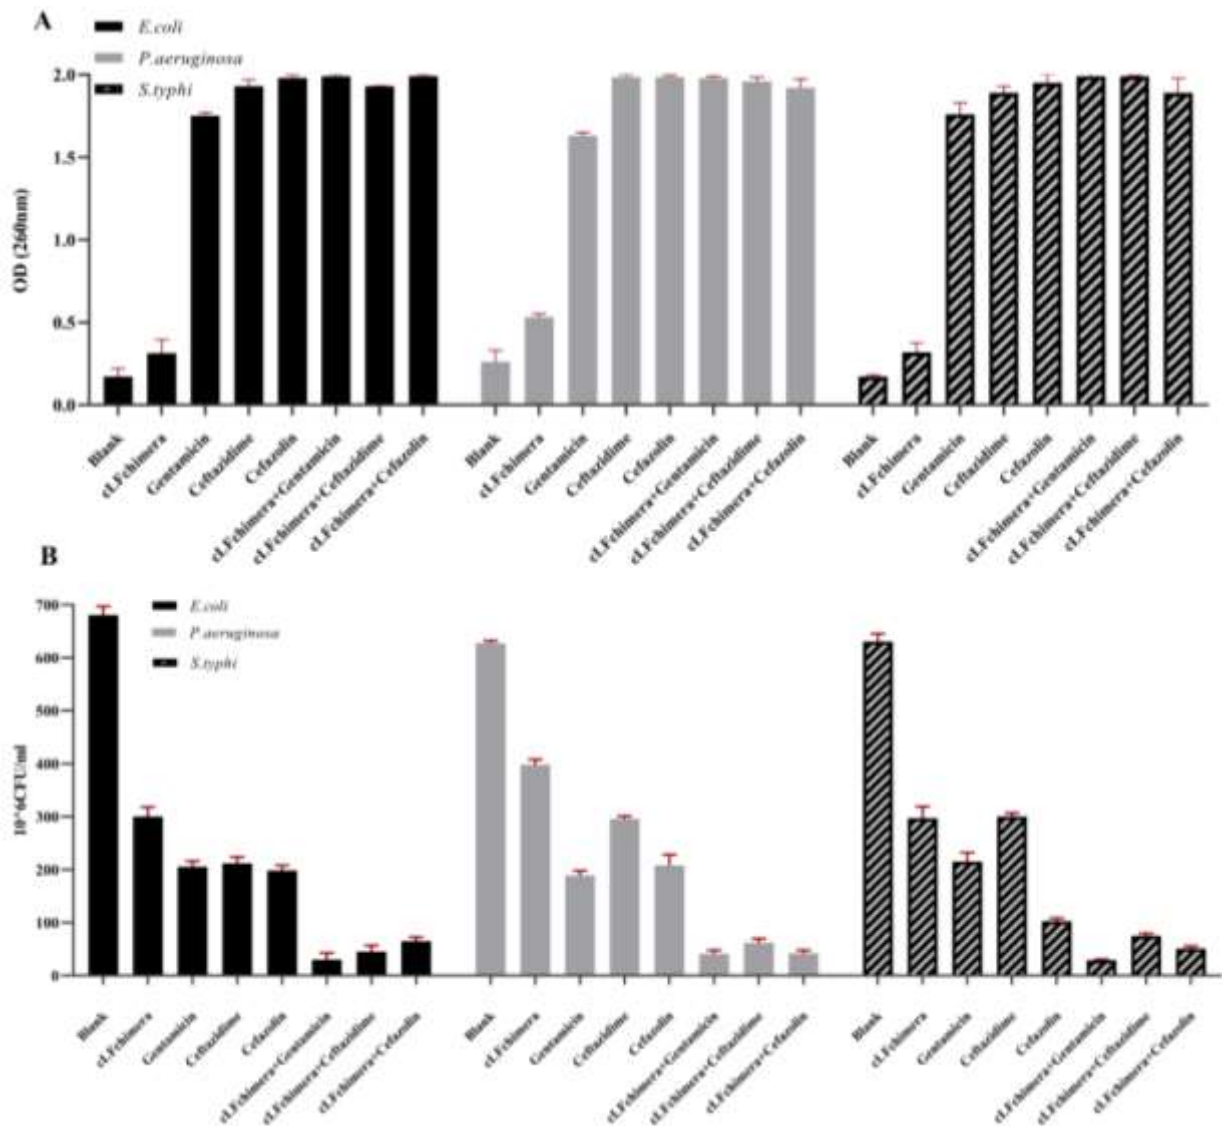 A
E.coli
P.aeruginosa
S.typhi
OD (260nm)
2.0
1.5
1.0
0.5
0.0
Blank
cLFchimera
Gentamicin
Ceftazidime
Cefazolin
cLFchimera+Gentamicin
cLFchimera+Ceftazidime
cLFchimera+Cefazolin
Blank
cLFchimera
Gentamicin
Ceftazidime
Cefazolin
cLFchimera+Gentamicin
cLFchimera+Ceftazidime
cLFchimera+Cefazolin
Blank
cLFchimera
Gentamicin
Ceftazidime
Cefazolin
cLFchimera+Gentamicin
cLFchimera+Ceftazidime
cLFchimera+Cefazolin
B
E.coli
P.aeruginosa
S.typhi
10^6CFU/ml
700
600
500
400
300
200
100
0
Blank
cLFchimera
Gentamicin
Ceftazidime
Cefazolin
cLFchimera+Gentamicin
cLFchimera+Ceftazidime
cLFchimera+Cefazolin
Blank
cLFchimera
Gentamicin
Ceftazidime
Cefazolin
cLFchimera+Gentamicin
cLFchimera+Ceftazidime
cLFchimera+Cefazolin
Blank
cLFchimera
Gentamicin
Ceftazidime
Cefazolin
cLFchimera+Gentamicin
cLFchimera+Ceftazidime
cLFchimera+Cefazolin